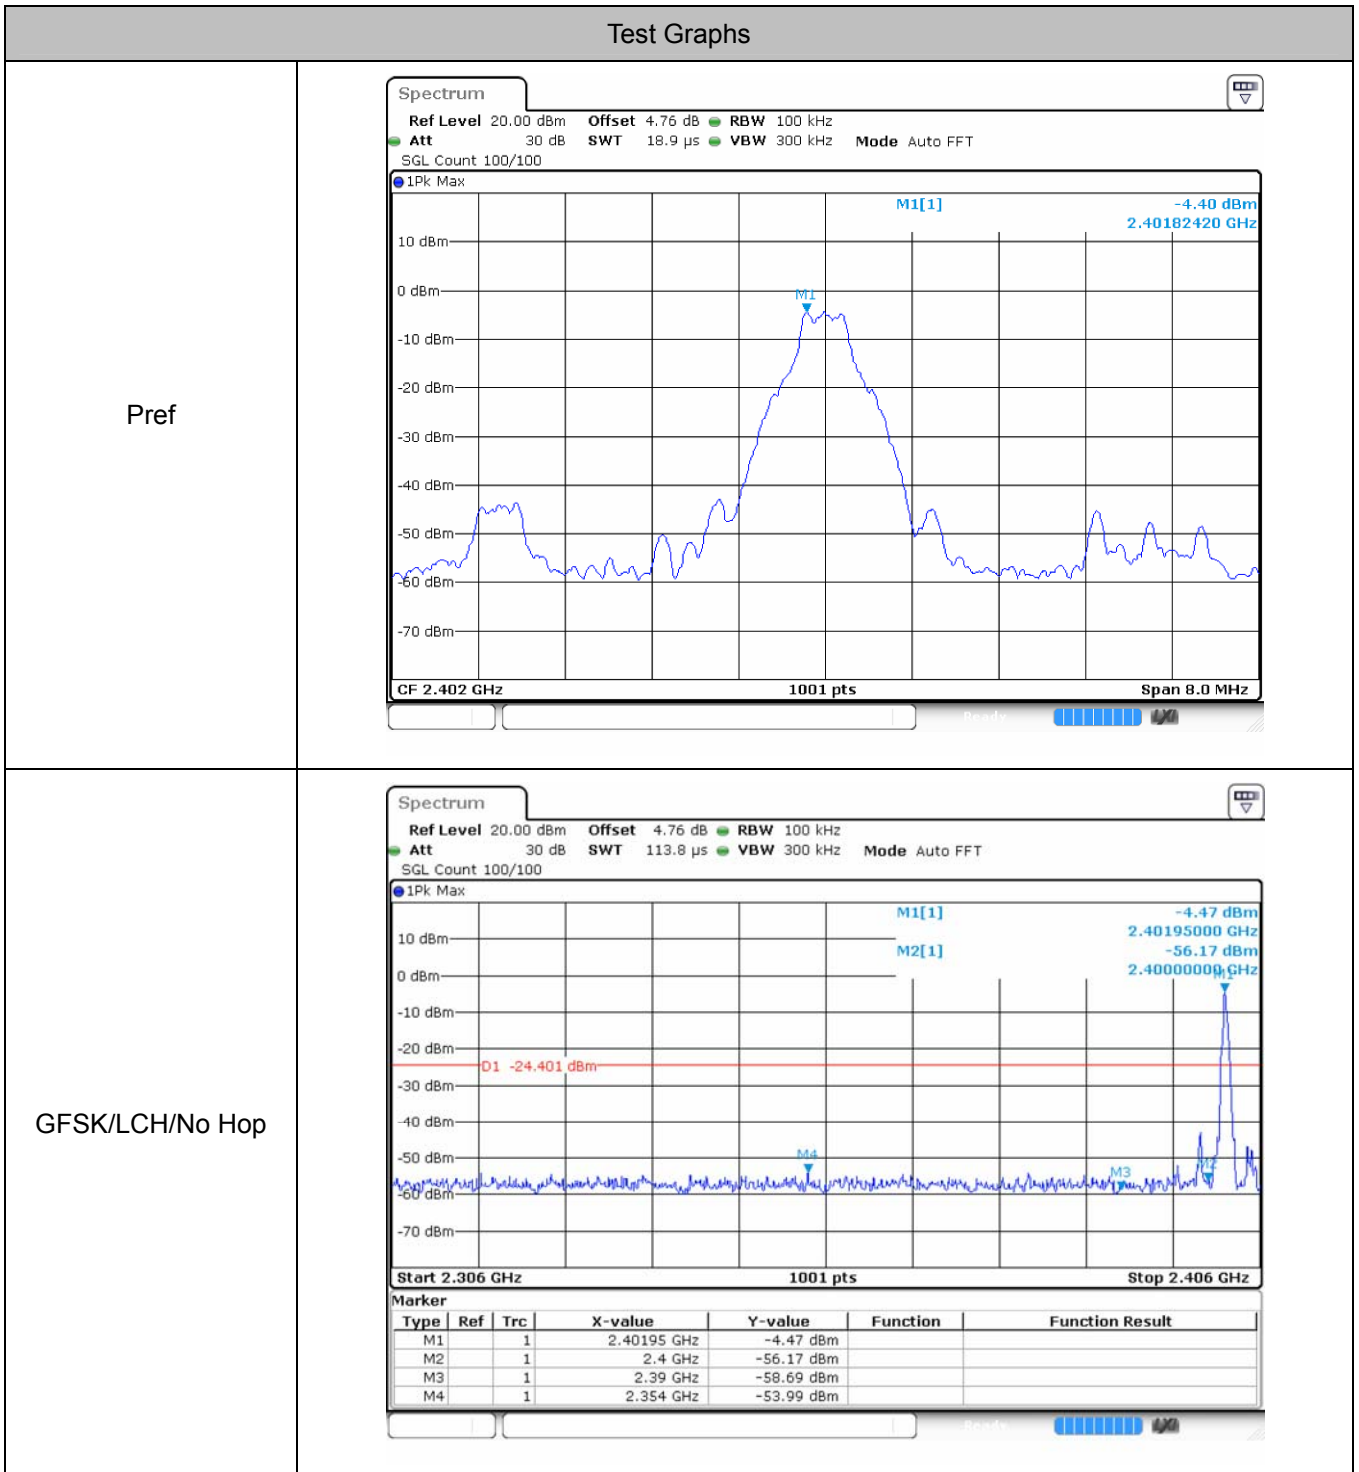 Test Graphs
Pref
Spectrum
Ref Level 20.00 dBm Offset 4.76 dB RBW 100 kHz
Att 30 dB SWT 18.9 µs VBW 300 kHz Mode Auto FFT
SGL Count 100/100
1Pk Max
M1[1] -4.40 dBm
2.40182420 GHz
10 dBm
M1
0 dBm
-10 dBm
-20 dBm
-30 dBm
-40 dBm
-50 dBm
-60 dBm
-70 dBm
CF 2.402 GHz 1001 pts Span 8.0 MHz
Ready
GFSK/LCH/No Hop
Spectrum
Ref Level 20.00 dBm Offset 4.76 dB RBW 100 kHz
Att 30 dB SWT 113.8 µs VBW 300 kHz Mode Auto FFT
SGL Count 100/100
1Pk Max
M1[1] -4.47 dBm
2.40195000 GHz
10 dBm
M2[1] -56.17 dBm
2.40000000 GHz
M1
0 dBm
-10 dBm
-20 dBm
D1 -24.401 dBm
-30 dBm
-40 dBm
-50 dBm
M4
M3
M2
-60 dBm
-70 dBm
Start 2.306 GHz 1001 pts Stop 2.406 GHz
Marker
Type Ref Trc X-value Y-value Function Function Result
M1 1 2.40195 GHz -4.47 dBm
M2 1 2.4 GHz -56.17 dBm
M3 1 2.39 GHz -58.69 dBm
M4 1 2.354 GHz -53.99 dBm
Ready